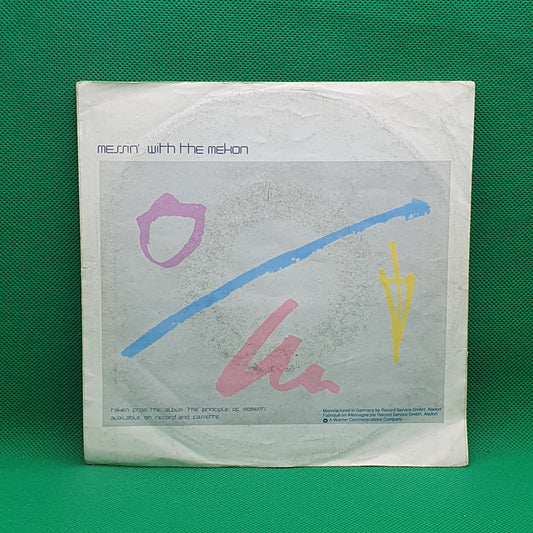 messin' with the mekon
taken from the album the principle of moments
available on record and cassette
Manufactured in Germany by Record Service GmbH, Alsdorf
Fabriqué en Allemagne par Record Service GmbH, Alsdorf
A Warner Communications Company